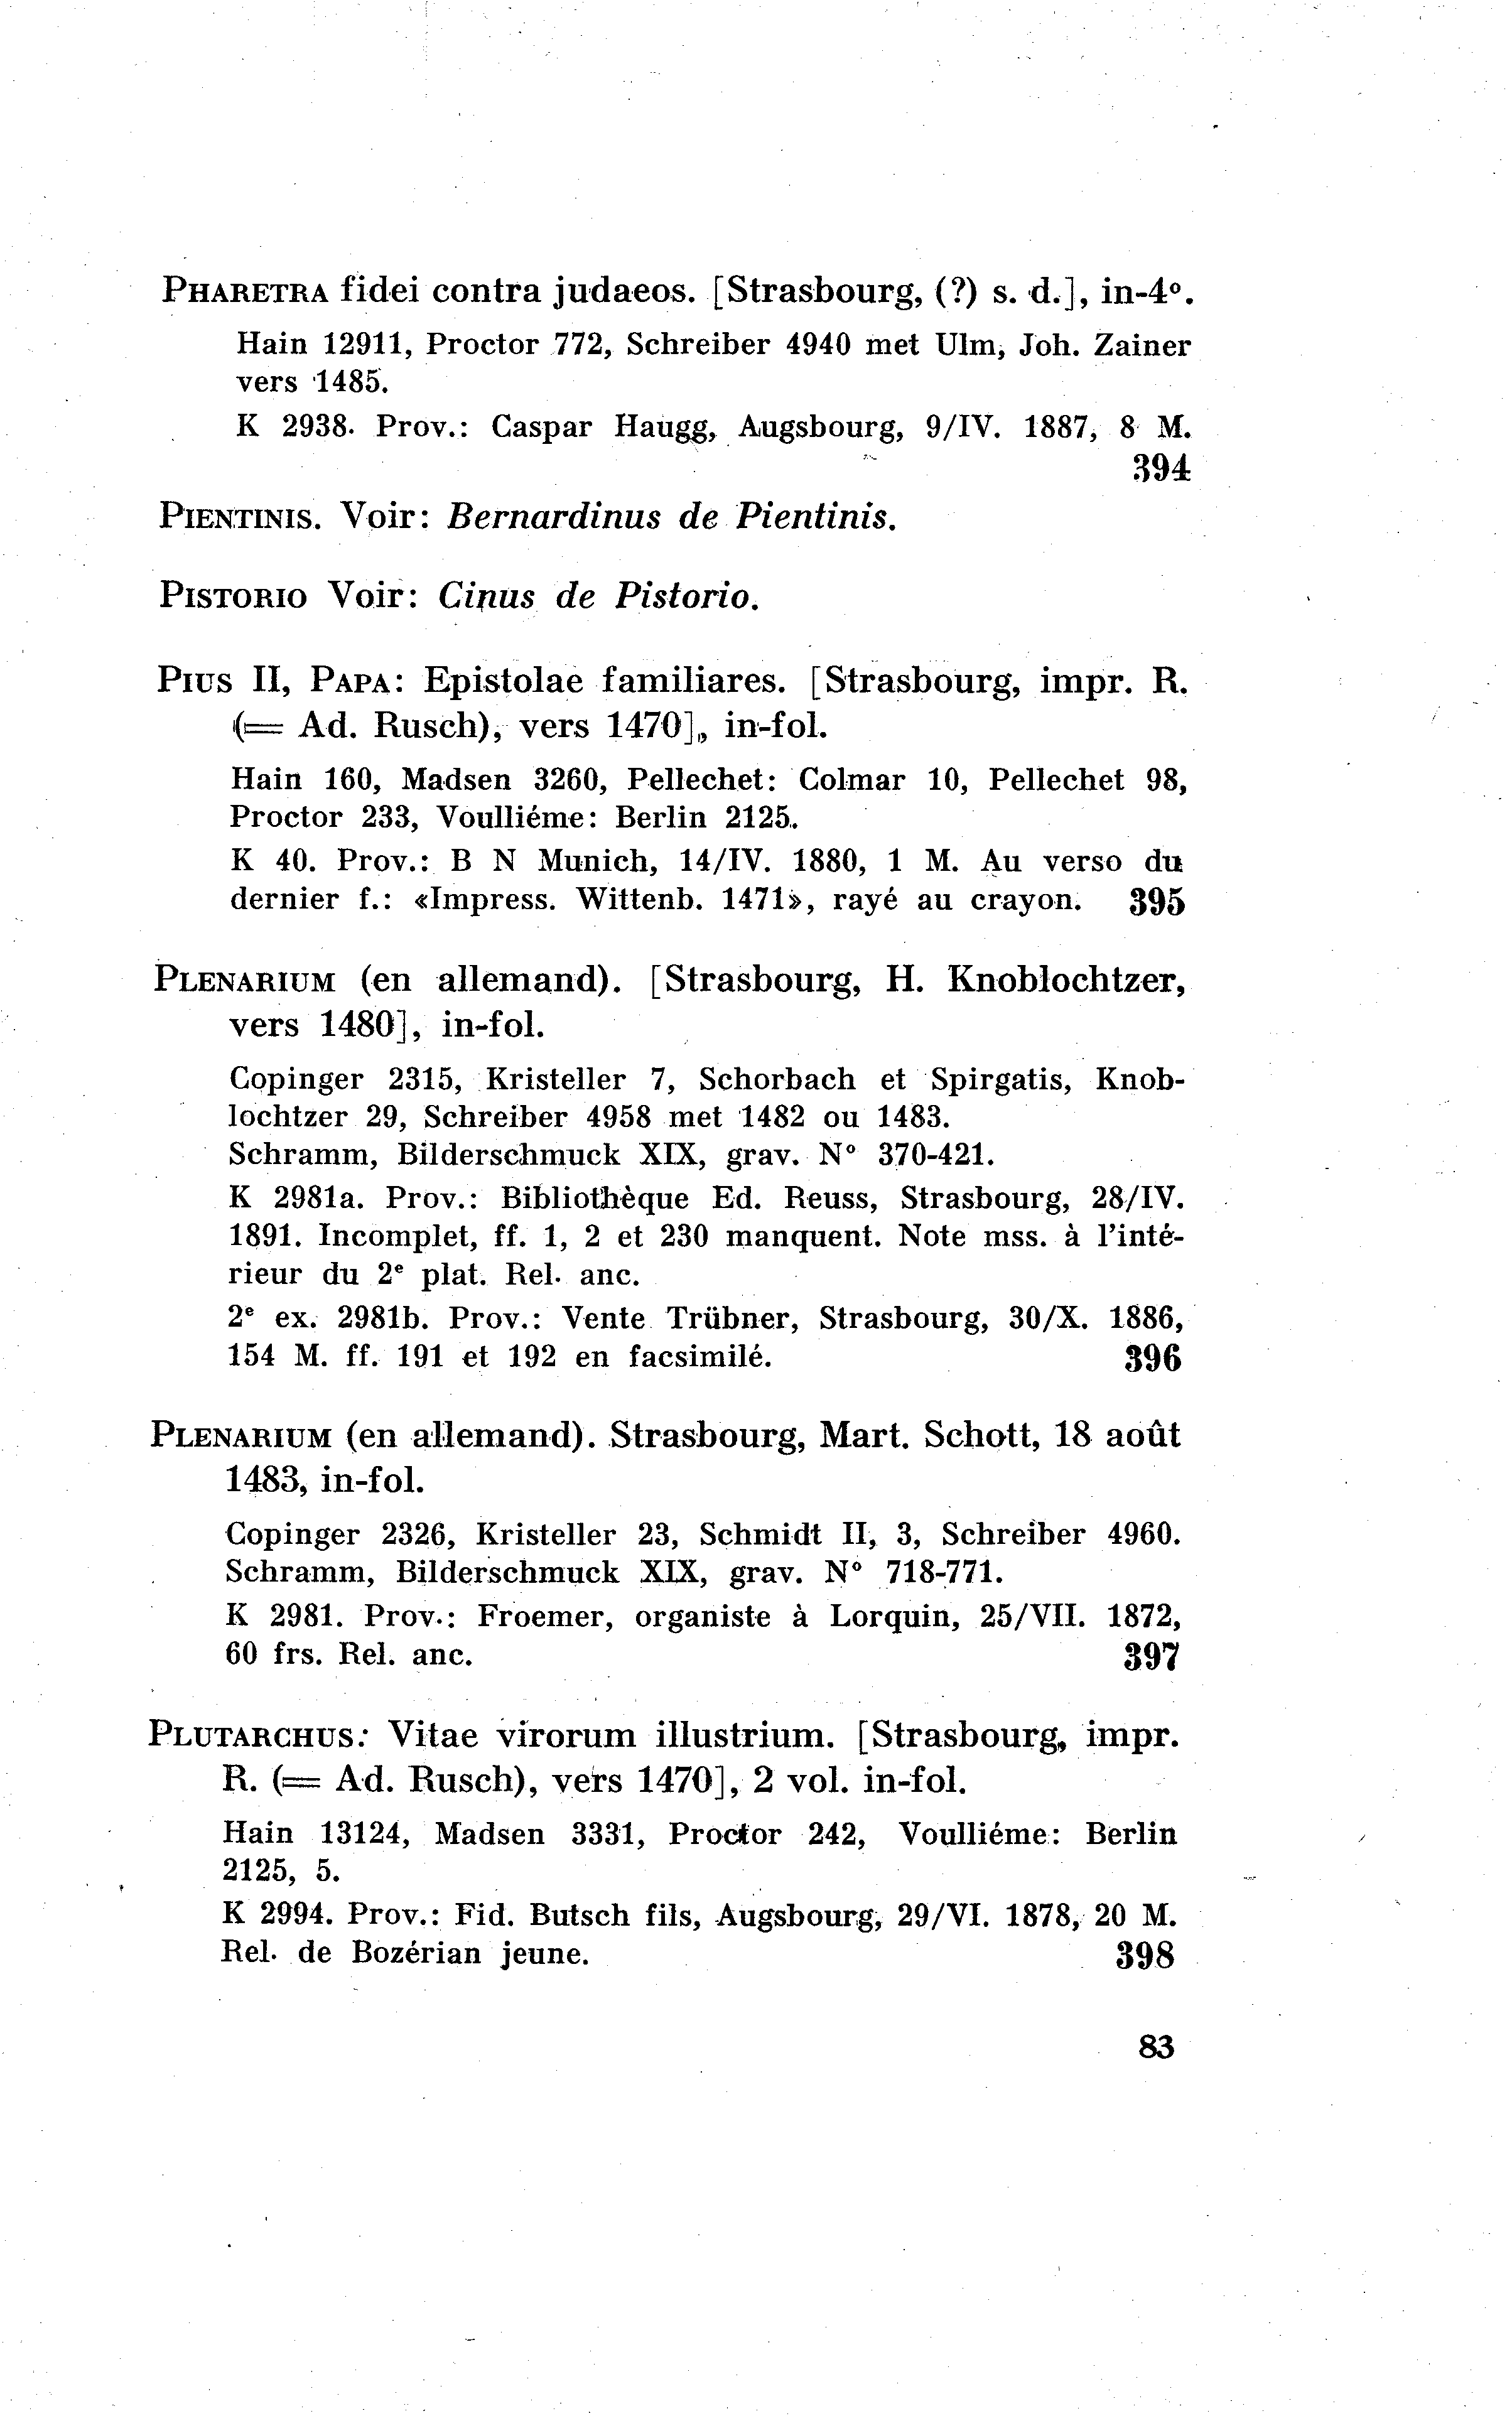 PHARETRA fidei contra judaeos. [Strasbourg, (?) s. d.], in-4º.
Hain 12911, Proctor 772, Schreiber 4940 met Ulm, Joh. Zainer
vers 1485.
K 2938. Prov.: Caspar Haugg, Augsbourg, 9/IV. 1887, 8 M.
394
PIENTINIS. Voir: Bernardinus de Pientinis.
PISTORIO Voir: Cinus de Pistorio.
PIUS II, PAPA: Epistolae familiares. [Strasbourg, impr. R.
(= Ad. Rusch), vers 1470], in-fol.
Hain 160, Madsen 3260, Pellechet: Colmar 10, Pellechet 98,
Proctor 233, Voulliéme: Berlin 2125.
K 40. Prov.: B N Munich, 14/IV. 1880, 1 M. Au verso du
dernier f.: «Impress. Wittenb. 1471», rayé au crayon. 395
PLENARIUM (en allemand). [Strasbourg, H. Knoblochtzer,
vers 1480], in-fol.
Copinger 2315, Kristeller 7, Schorbach et Spirgatis, Knob-
lochtzer 29, Schreiber 4958 met 1482 ou 1483.
Schramm, Bilderschmuck XIX, grav. Nº 370-421.
K 2981a. Prov.: Bibliothèque Ed. Reuss, Strasbourg, 28/IV.
1891. Incomplet, ff. 1, 2 et 230 manquent. Note mss. à l'inté-
rieur du 2e plat. Rel. anc.
2e ex. 2981b. Prov.: Vente Trübner, Strasbourg, 30/X. 1886,
154 M. ff. 191 et 192 en facsimilé. 396
PLENARIUM (en allemand). Strasbourg, Mart. Schott, 18 août
1483, in-fol.
Copinger 2326, Kristeller 23, Schmidt II, 3, Schreiber 4960.
Schramm, Bilderschmuck XIX, grav. Nº 718-771.
K 2981. Prov.: Froemer, organiste à Lorquin, 25/VII. 1872,
60 frs. Rel. anc. 397
PLUTARCHUS: Vitae virorum illustrium. [Strasbourg, impr.
R. (= Ad. Rusch), vers 1470], 2 vol. in-fol.
Hain 13124, Madsen 3331, Proctor 242, Voulliéme: Berlin
2125, 5.
K 2994. Prov.: Fid. Butsch fils, Augsbourg, 29/VI. 1878, 20 M.
Rel. de Bozérian jeune. 398
83